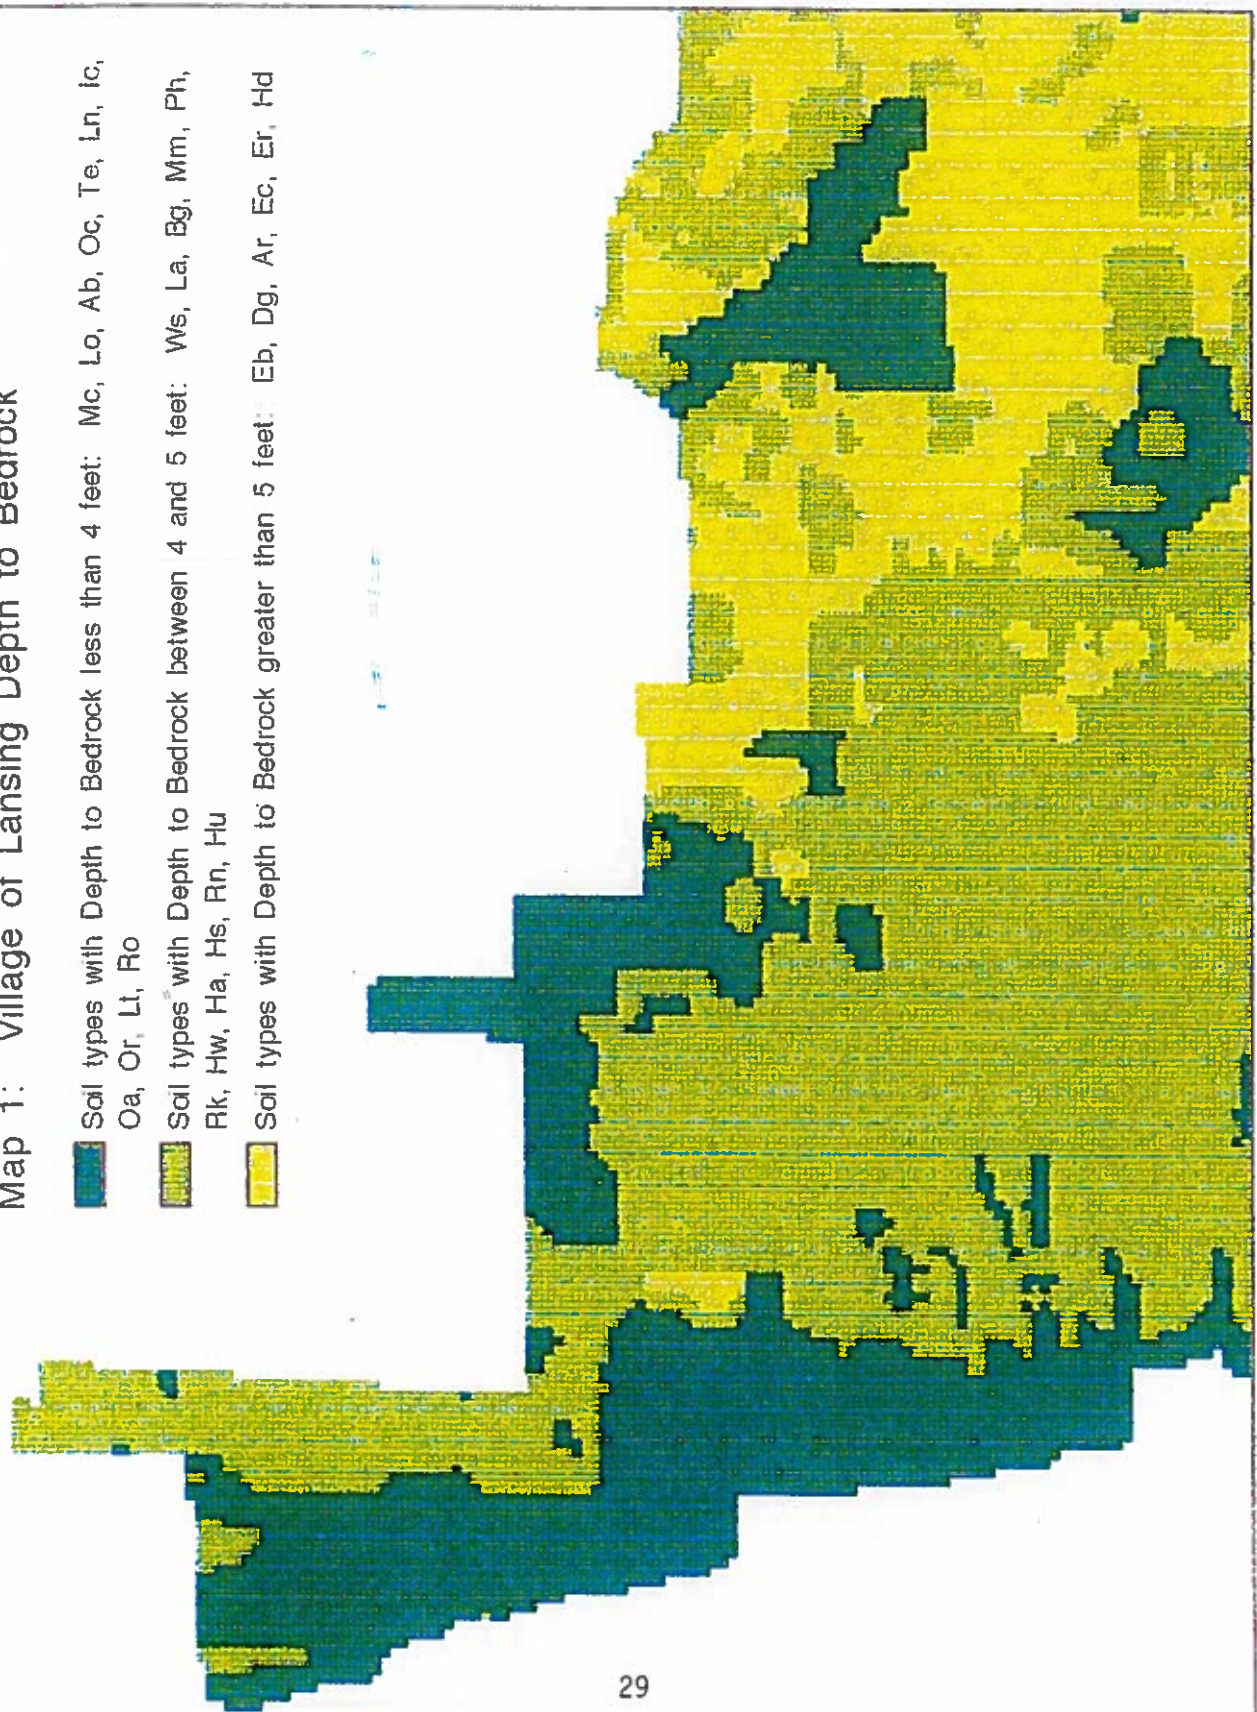 Map 1: Village of Lansing Depth to Bedrock
Soil types with Depth to Bedrock less than 4 feet: Mc, Lo, Ab, Oc, Te, Ln, Ic,
Oa, Or, Lt, Ro
Soil types with Depth to Bedrock between 4 and 5 feet: Ws, La, Bg, Mm, Ph,
Rk, Hw, Ha, Hs, Rn, Hu
Soil types with Depth to Bedrock greater than 5 feet: Eb, Dg, Ar, Ec, Er, Hd
29